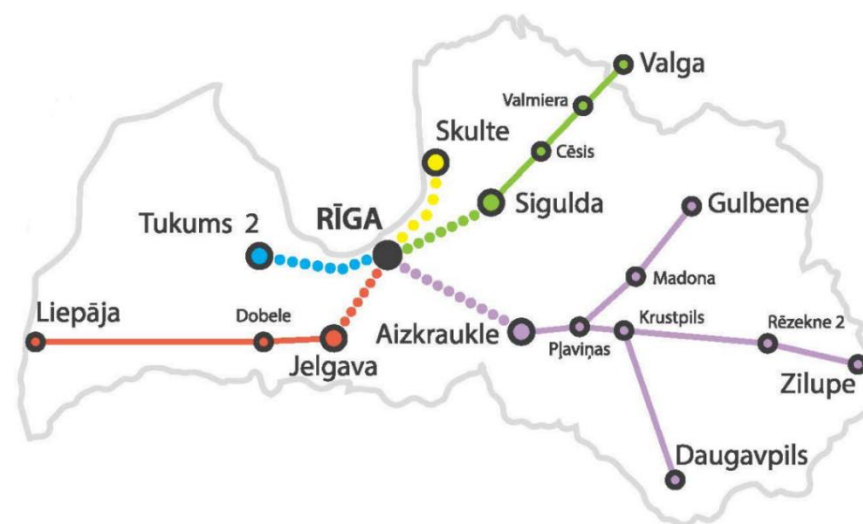 Valga
Valmiera
Skulte
Cēsis
Sigulda
Gulbene
RĪGA
Tukums 2
Madona
Liepāja
Dobele
Aizkraukle
Krustpils
Rēzekne 2
Pļaviņas
Jelgava
Zilupe
Daugavpils